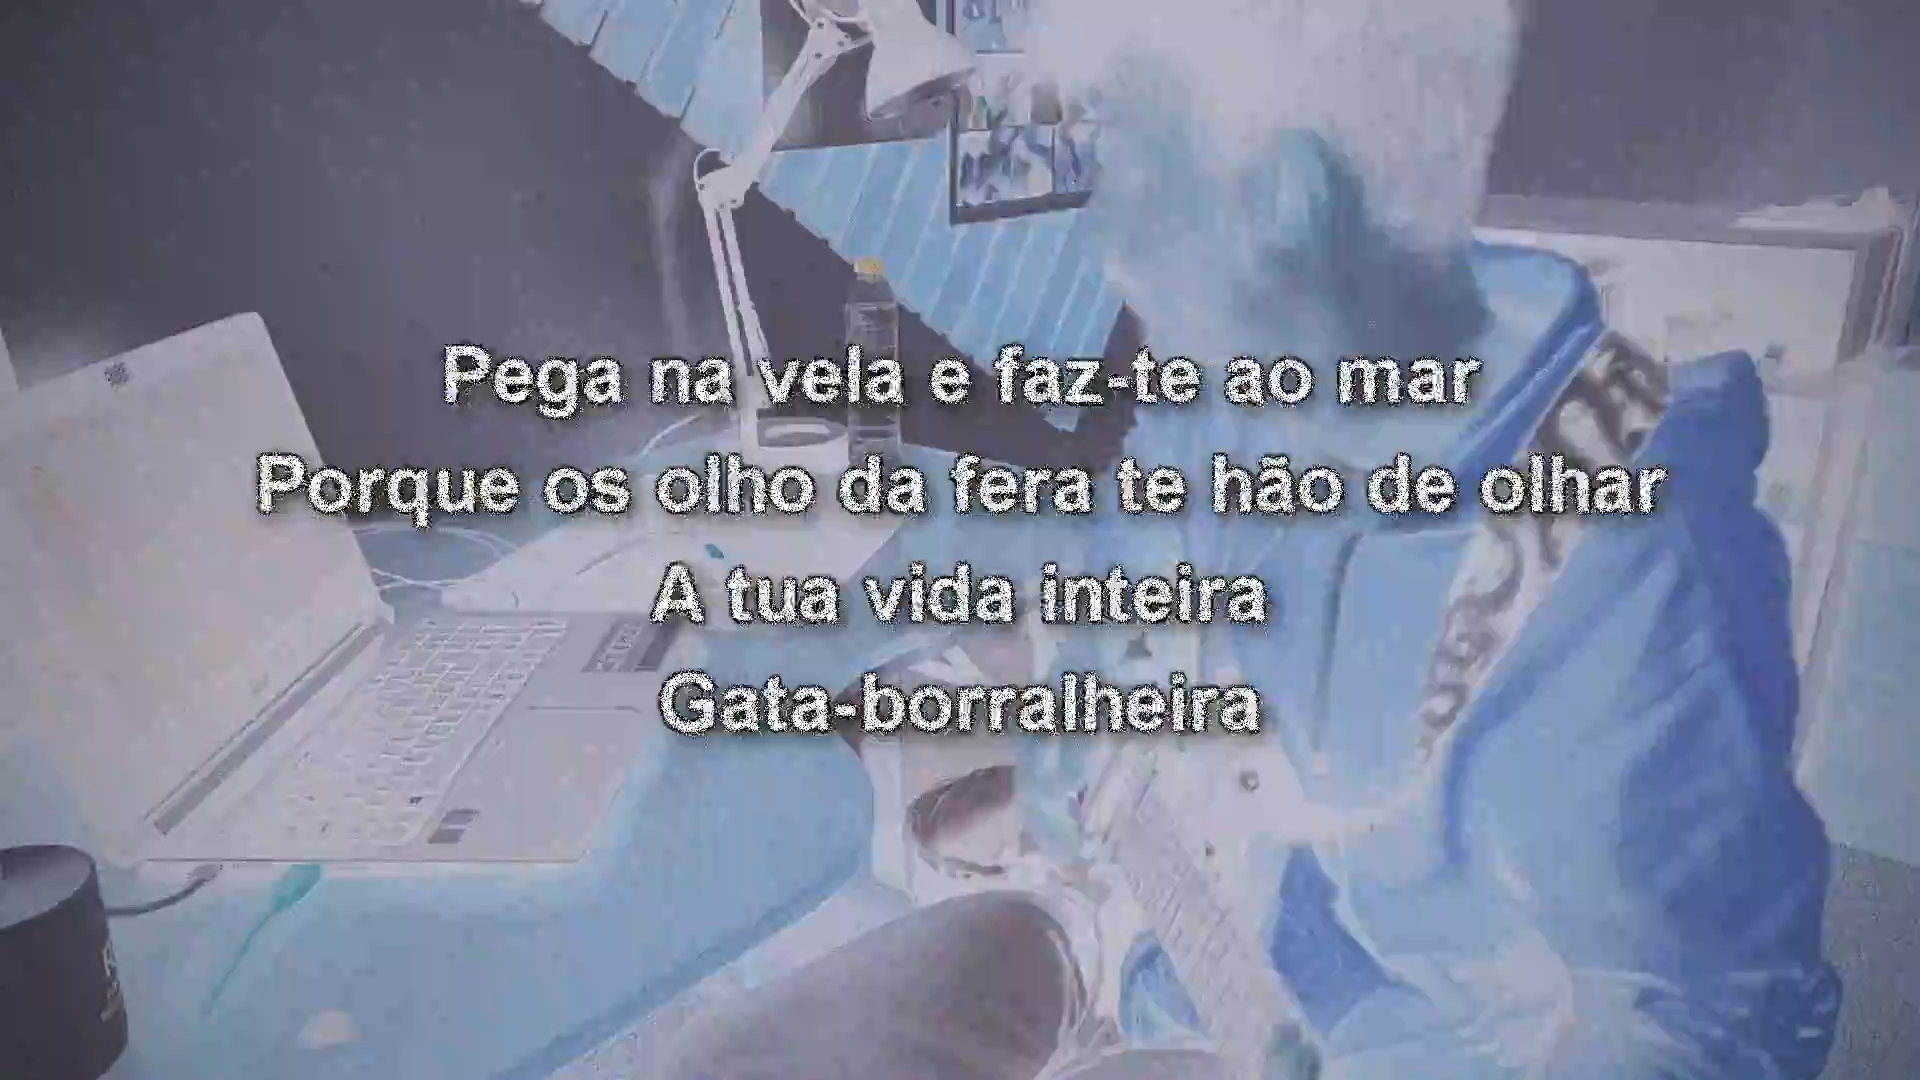 Pega na vela e faz-te ao mar
Porque os olho da fera te hão de olhar
A tua vida inteira
Gata-borralheira